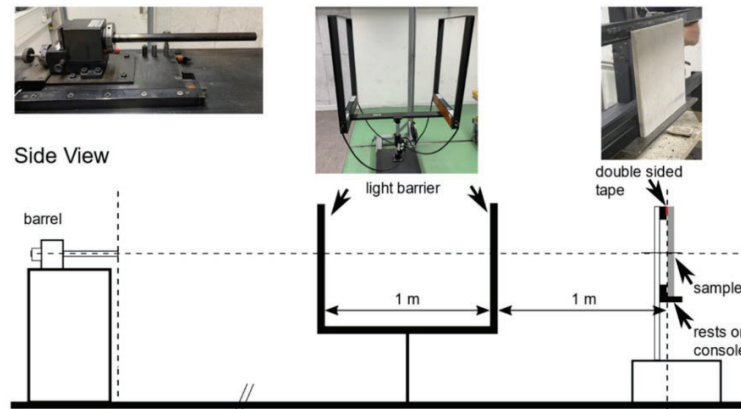 Side View
barrel
light barrier
double sided
tape
1 m
1 m
sample
rests on
console